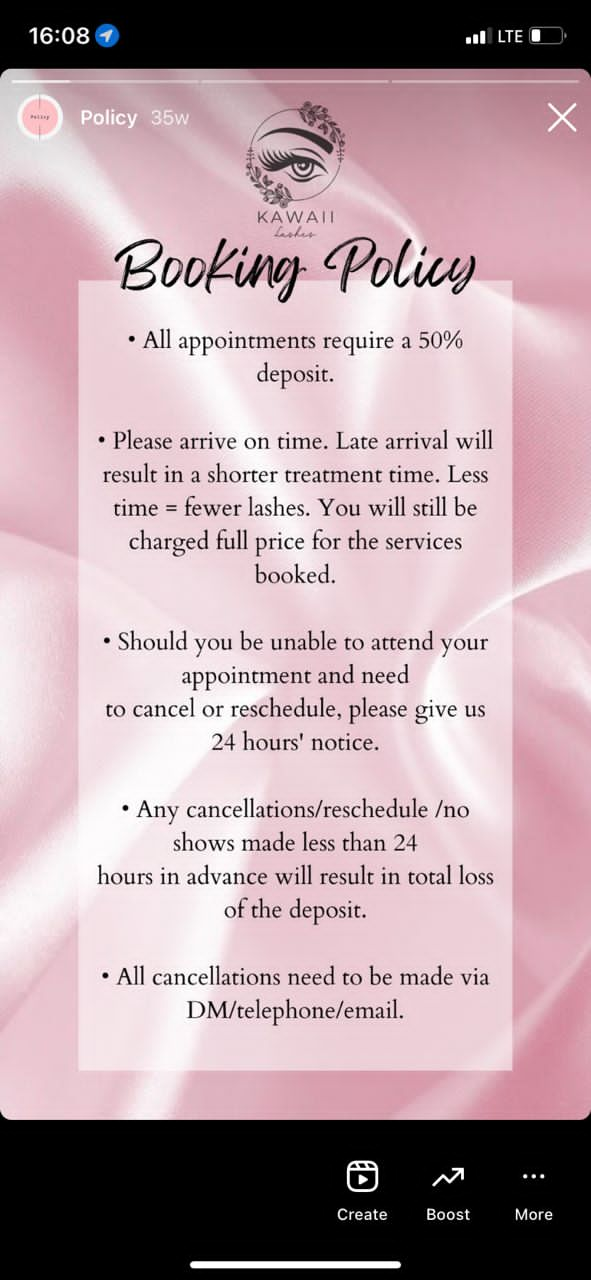 16:08
LTE
Policy
Policy 35w
KAWAII
Lashes
Booking Policy
• All appointments require a 50%
deposit.
• Please arrive on time. Late arrival will
result in a shorter treatment time. Less
time = fewer lashes. You will still be
charged full price for the services
booked.
• Should you be unable to attend your
appointment and need
to cancel or reschedule, please give us
24 hours' notice.
• Any cancellations/reschedule /no
shows made less than 24
hours in advance will result in total loss
of the deposit.
• All cancellations need to be made via
DM/telephone/email.
Create
Boost
More